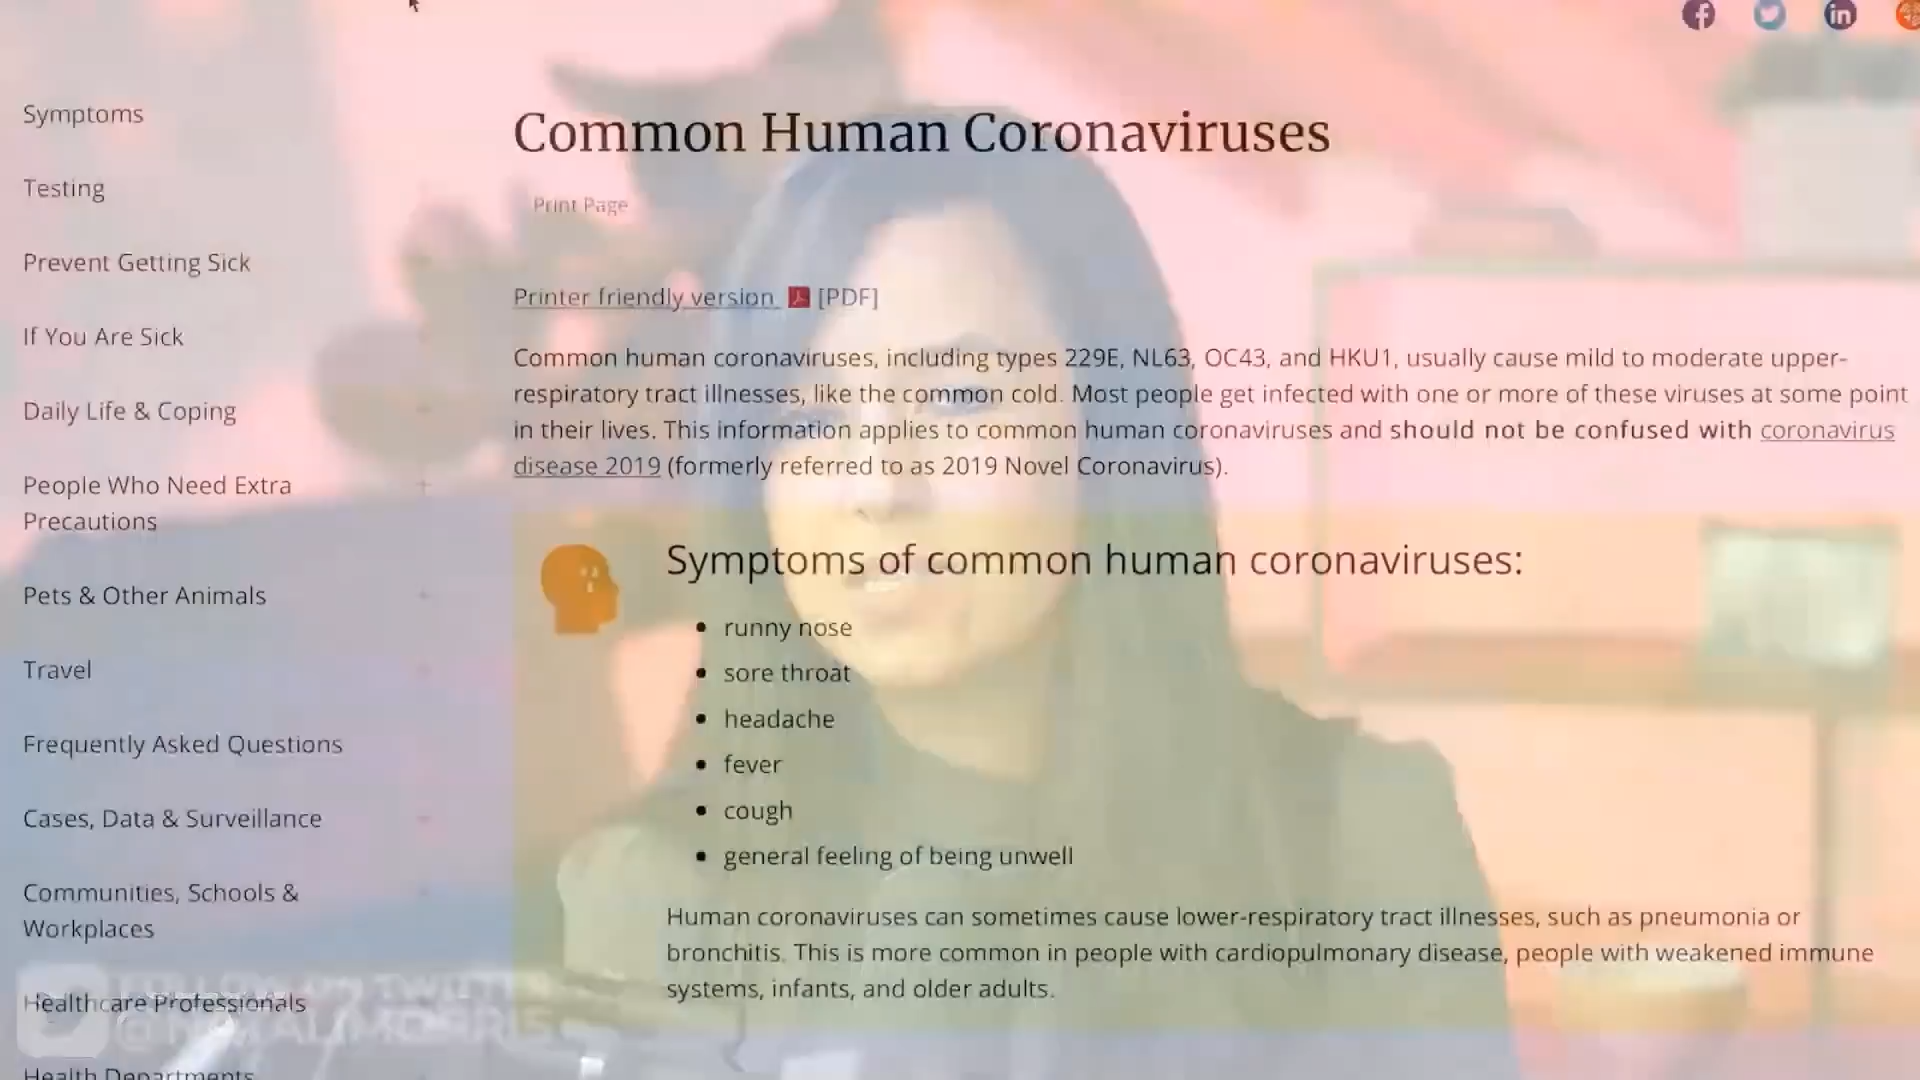 Symptoms
Testing
Prevent Getting Sick
If You Are Sick
Daily Life & Coping
People Who Need Extra
Precautions
Pets & Other Animals
Travel
Frequently Asked Questions
Cases, Data & Surveillance
Communities, Schools &
Workplaces
Healthcare Professionals
Health Departments
Common Human Coronaviruses
Print Page
Printer friendly version [PDF]
Common human coronaviruses, including types 229E, NL63, OC43, and HKU1, usually cause mild to moderate upper-
respiratory tract illnesses, like the common cold. Most people get infected with one or more of these viruses at some point
in their lives. This information applies to common human coronaviruses and should not be confused with coronavirus
disease 2019 (formerly referred to as 2019 Novel Coronavirus).
Symptoms of common human coronaviruses:
• runny nose
• sore throat
• headache
• fever
• cough
• general feeling of being unwell
Human coronaviruses can sometimes cause lower-respiratory tract illnesses, such as pneumonia or
bronchitis. This is more common in people with cardiopulmonary disease, people with weakened immune
systems, infants, and older adults.